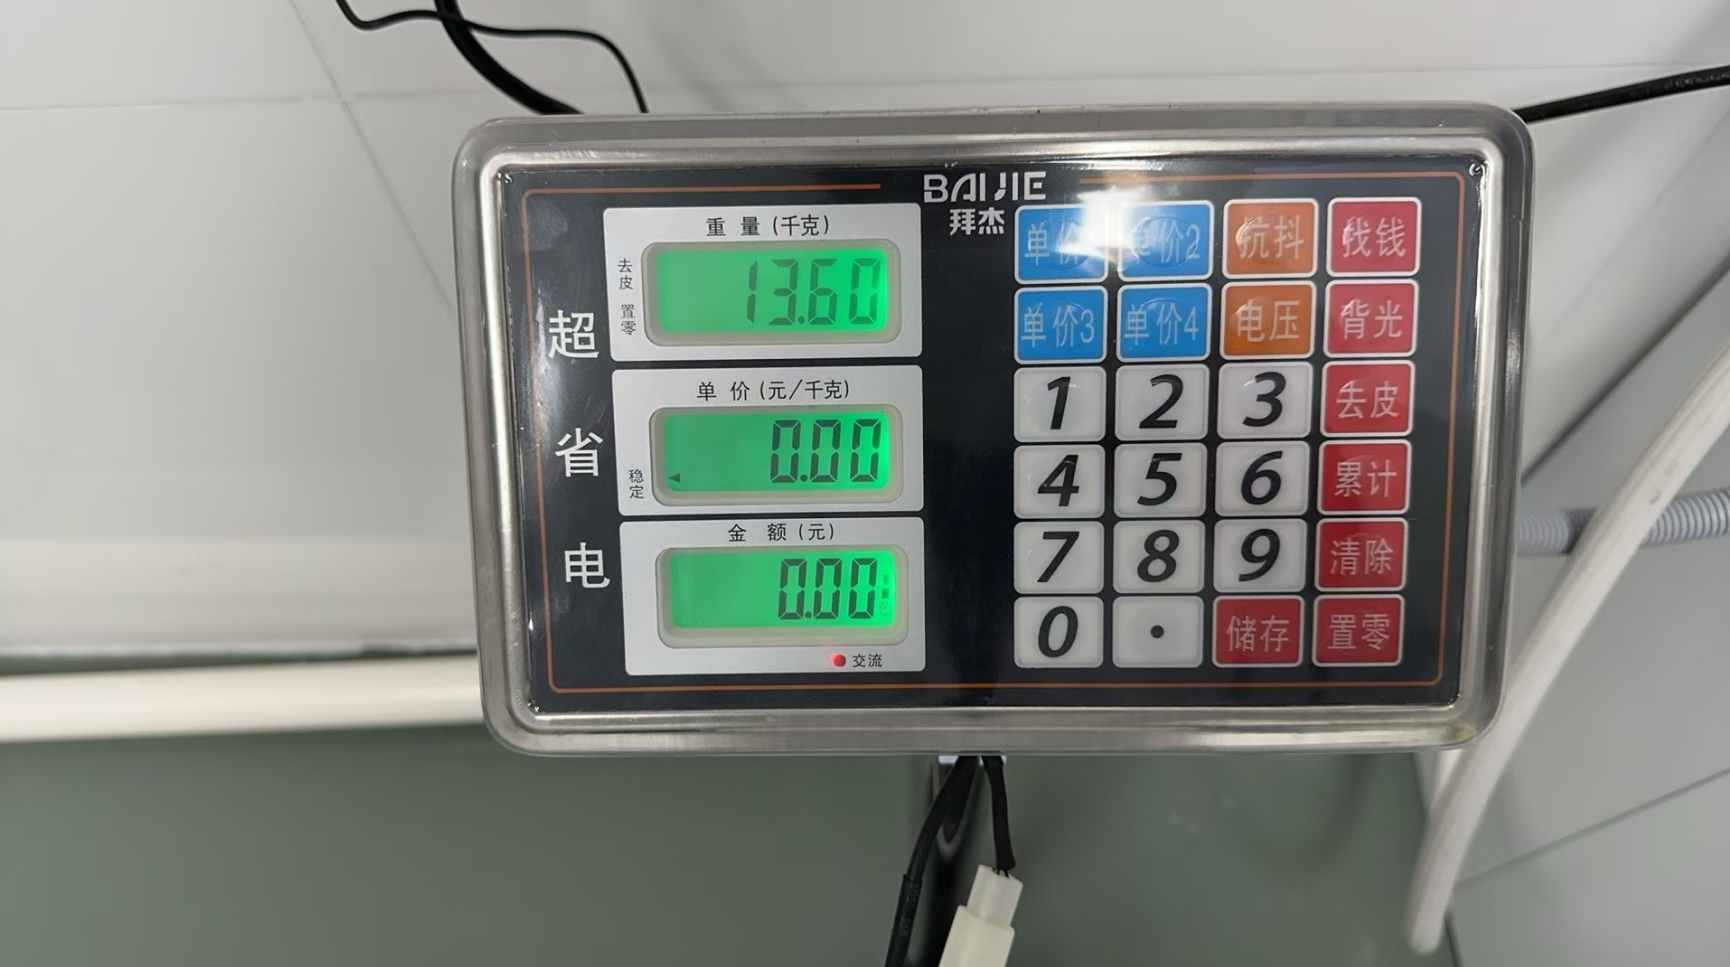 BAIJIE
拜杰
超省电
重量(千克)
去皮
置零
13.60
单价(元/千克)
稳定
0.00
金额(元)
0.00
交流
单价 单价2 抗抖 找钱
单价3 单价4 电压 背光
1 2 3 去皮
4 5 6 累计
7 8 9 清除
0 . 储存 置零